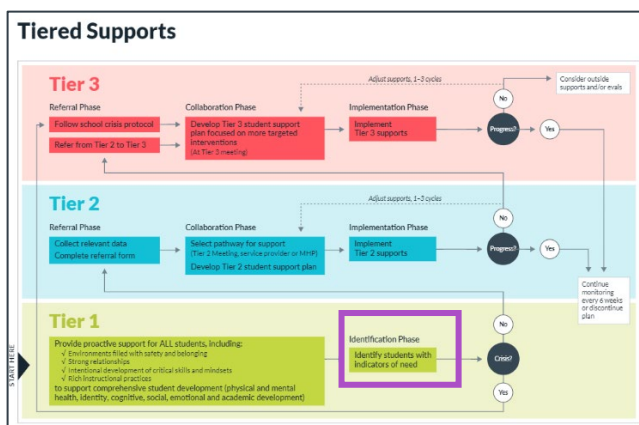 Tiered Supports
Tier 3
Adjust supports, 1–3 cycles
No
Consider outside
supports and/or evals
Referral Phase
Follow school crisis protocol
Refer from Tier 2 to Tier 3
Collaboration Phase
Develop Tier 3 student support
plan focused on more targeted
interventions
(At Tier 3 meeting)
Implementation Phase
Implement
Tier 3 supports
Progress?
Yes
Tier 2
Adjust supports, 1–3 cycles
No
Referral Phase
Collect relevant data
Complete referral form
Collaboration Phase
Select pathway for support
(Tier 2 Meeting, service provider or MHP)
Develop Tier 2 student support plan
Implementation Phase
Implement
Tier 2 supports
Progress?
Yes
Continue
monitoring
every 6 weeks
or discontinue
plan
START HERE
Tier 1
Provide proactive support for ALL students, including:
√ Environments filled with safety and belonging
√ Strong relationships
√ Intentional development of critical skills and mindsets
√ Rich instructional practices
to support comprehensive student development (physical and mental
health, identity, cognitive, social, emotional and academic development)
Identification Phase
Identify students with
indicators of need
No
Crisis?
Yes